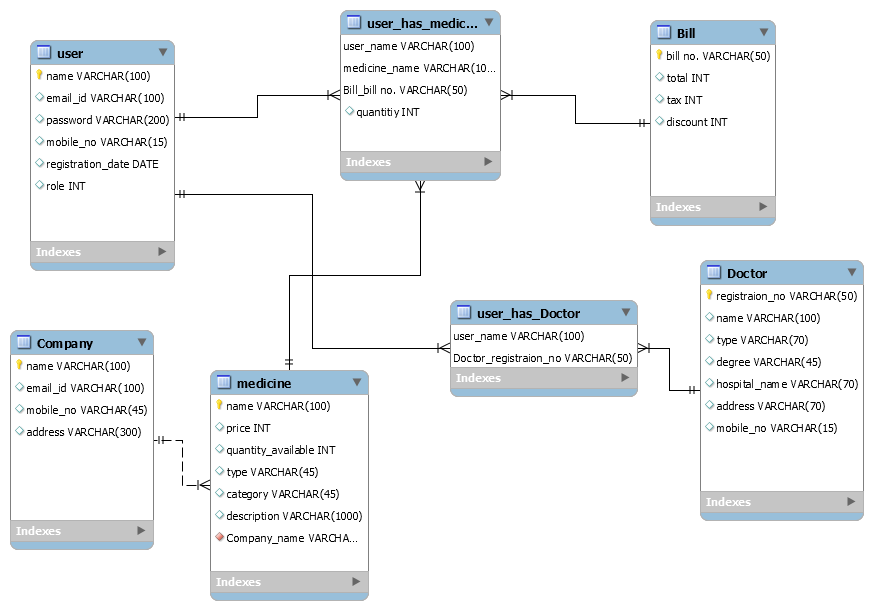 user
name VARCHAR(100)
email_id VARCHAR(100)
password VARCHAR(200)
mobile_no VARCHAR(15)
registration_date DATE
role INT
Indexes
user_has_medic...
user_name VARCHAR(100)
medicine_name VARCHAR(10...
Bill_bill no. VARCHAR(50)
quantitiy INT
Indexes
Bill
bill no. VARCHAR(50)
total INT
tax INT
discount INT
Indexes
Company
name VARCHAR(100)
email_id VARCHAR(100)
mobile_no VARCHAR(45)
address VARCHAR(300)
Indexes
medicine
name VARCHAR(100)
price INT
quantity_available INT
type VARCHAR(45)
category VARCHAR(45)
description VARCHAR(1000)
Company_name VARCHA...
Indexes
user_has_Doctor
user_name VARCHAR(100)
Doctor_registraion_no VARCHAR(50)
Indexes
Doctor
registraion_no VARCHAR(50)
name VARCHAR(100)
type VARCHAR(70)
degree VARCHAR(45)
hospital_name VARCHAR(70)
address VARCHAR(70)
mobile_no VARCHAR(15)
Indexes